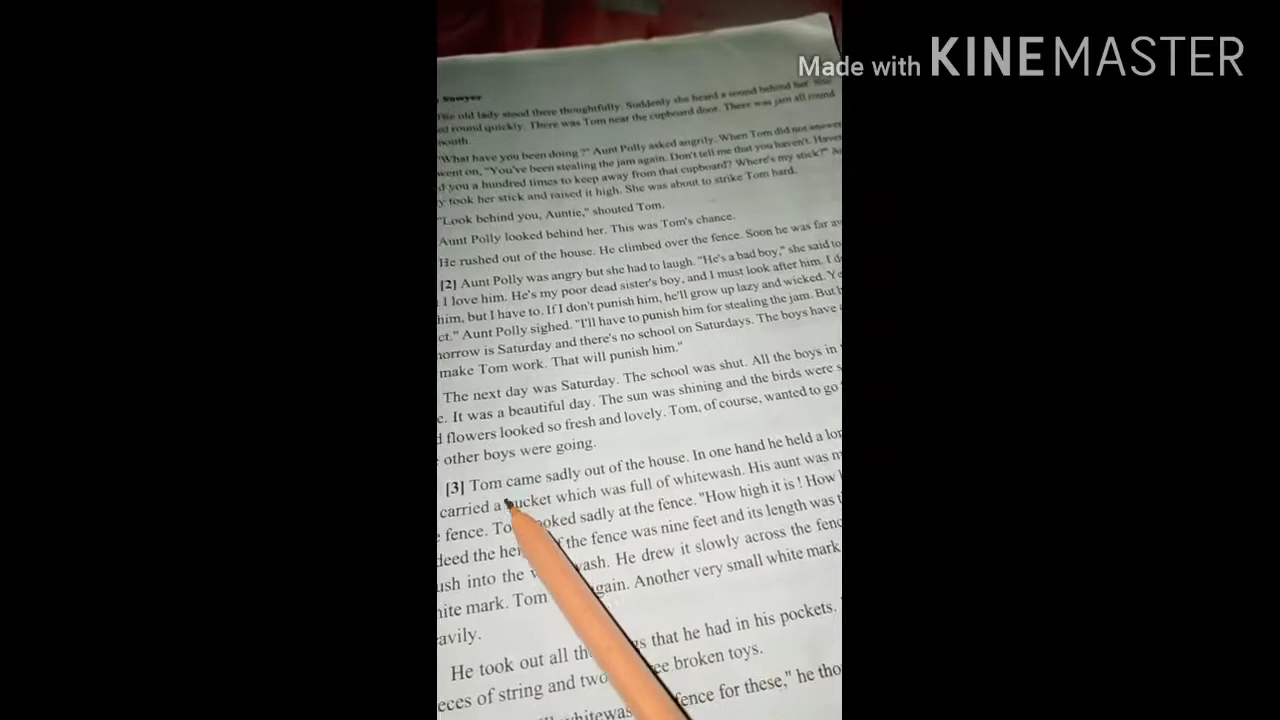 Made with KINEMASTER
Sawyer
The old lady stood there thoughtfully. Suddenly she heard a sound behind her. She
ed round quickly. There was Tom near the cupboard door. There was jam all round
mouth.
"What have you been doing ?" Aunt Polly asked angrily. When Tom did not answer
went on, "You've been stealing the jam again. Don't tell me that you haven't. Haven
d you a hundred times to keep away from that cupboard? Where's my stick?" A
y took her stick and raised it high. She was about to strike Tom hard.
"Look behind you, Auntie," shouted Tom.
Aunt Polly looked behind her. This was Tom's chance.
He rushed out of the house. He climbed over the fence. Soon he was far aw
[2] Aunt Polly was angry but she had to laugh. "He's a bad boy," she said to
I love him. He's my poor dead sister's boy, and I must look after him. I d
him, but I have to. If I don't punish him, he'll grow up lazy and wicked. Ye
ct." Aunt Polly sighed. "I'll have to punish him for stealing the jam. But h
orrow is Saturday and there's no school on Saturdays. The boys have a
make Tom work. That will punish him."
The next day was Saturday. The school was shut. All the boys in
e. It was a beautiful day. The sun was shining and the birds were s
d flowers looked so fresh and lovely. Tom, of course, wanted to go
other boys were going.
[3] Tom came sadly out of the house. In one hand he held a lon
carried a bucket which was full of whitewash. His aunt was m
fence. To ooked sadly at the fence. "How high it is ! How
deed the hei f the fence was nine feet and its length was t
ush into the w ash. He drew it slowly across the fenc
ite mark. Tom again. Another very small white mark
avily.
He took out all th gs that he had in his pockets.
eces of string and two ee broken toys.
whitewas fence for these," he tho